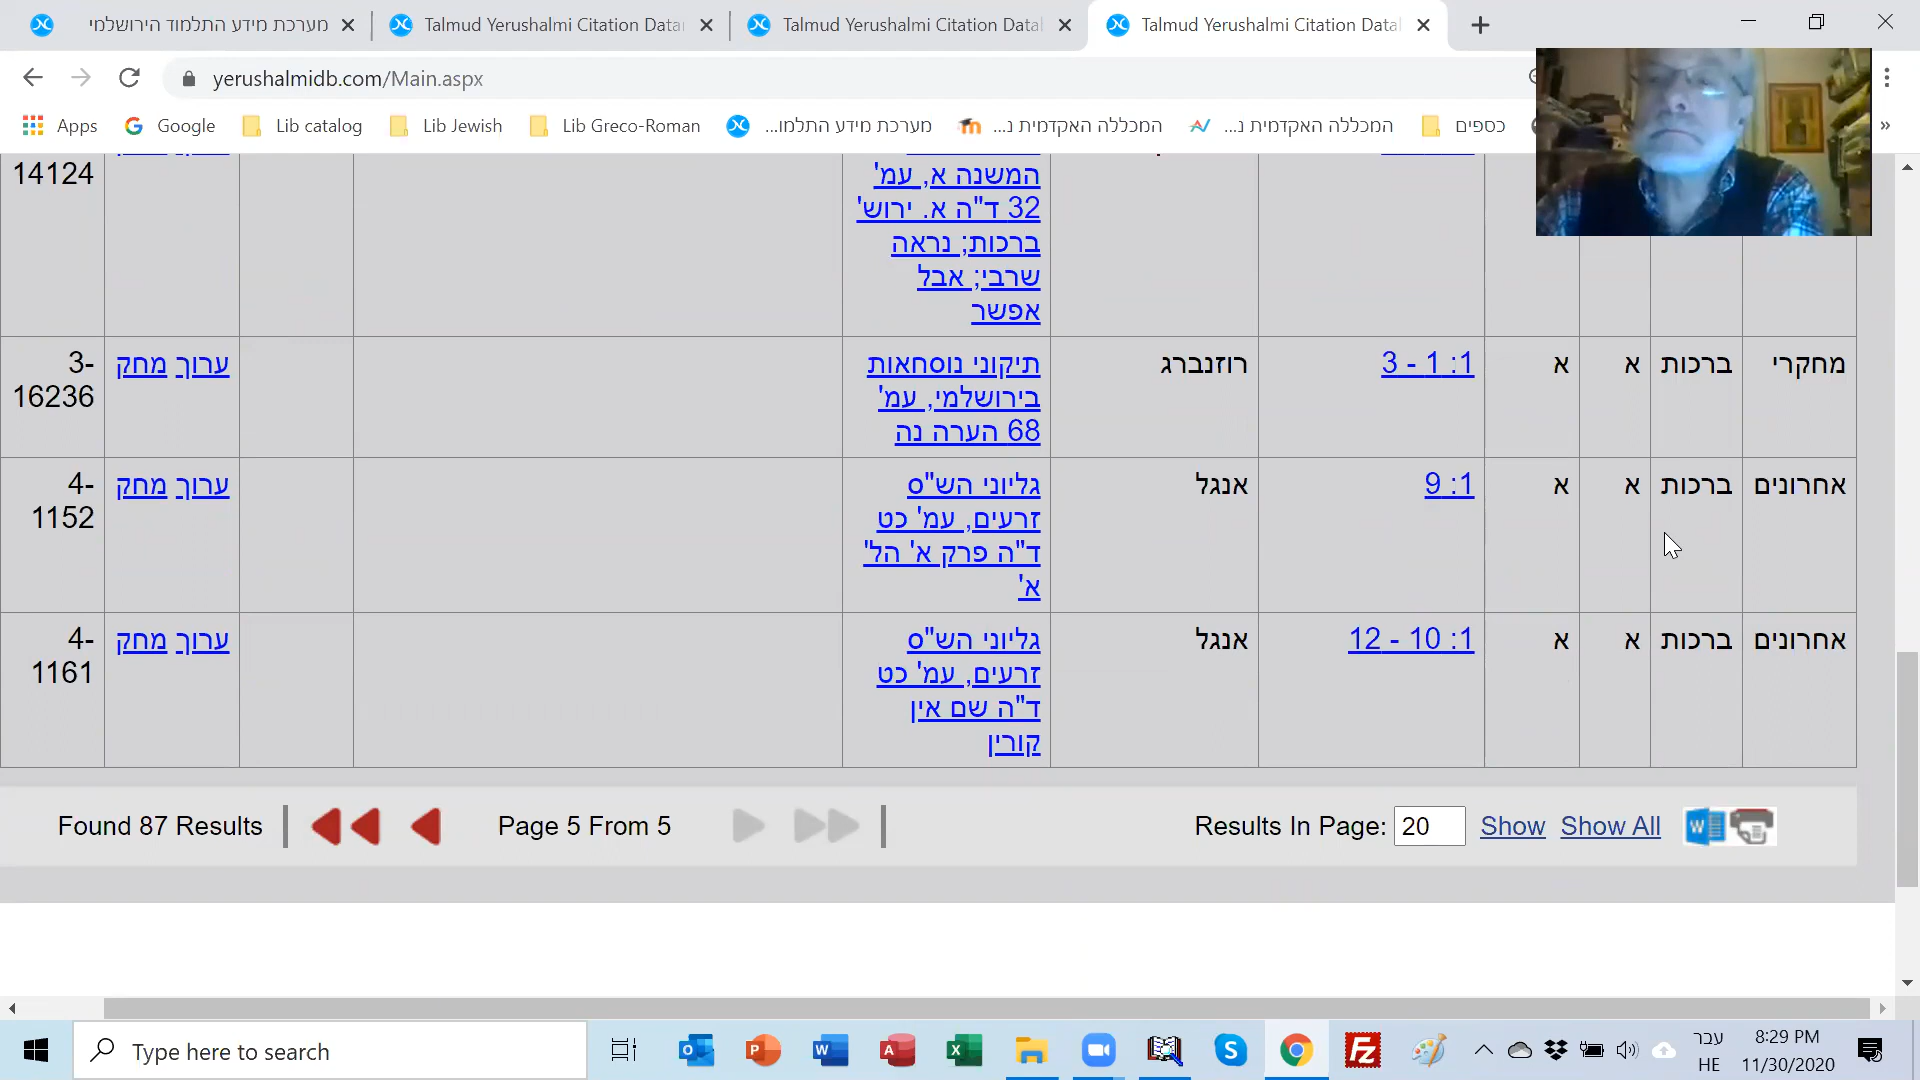 מערכת מידע התלמוד הירושלמי
Talmud Yerushalmi Citation Data
Talmud Yerushalmi Citation Datal
Talmud Yerushalmi Citation Datal
yerushalmidb.com/Main.aspx
Apps
Google
Lib catalog
Lib Jewish
Lib Greco-Roman
מערכת מידע התלמו...
המכללה האקדמית נ...
המכללה האקדמית נ...
כספים
14124
המשנה א, עמ'
32 ד"ה א. ירוש'
ברכות; נראה
שרבי; אבל
אפשר
מחקרי
ברכות
א
א
1: 1 - 3
רוזנברג
תיקוני נוסחאות
בירושלמי, עמ'
68 הערה נה
ערוך מחק
3-
16236
אחרונים
ברכות
א
א
1: 9
אנגל
גליוני הש"ס
זרעים, עמ' כט
ד"ה פרק א' הל'
א'
ערוך מחק
4-
1152
אחרונים
ברכות
א
א
1: 10 - 12
אנגל
גליוני הש"ס
זרעים, עמ' כט
ד"ה שם אין
קורין
ערוך מחק
4-
1161
Found 87 Results
Page 5 From 5
Results In Page: 20 Show Show All
Type here to search
עבר
HE
8:29 PM
11/30/2020